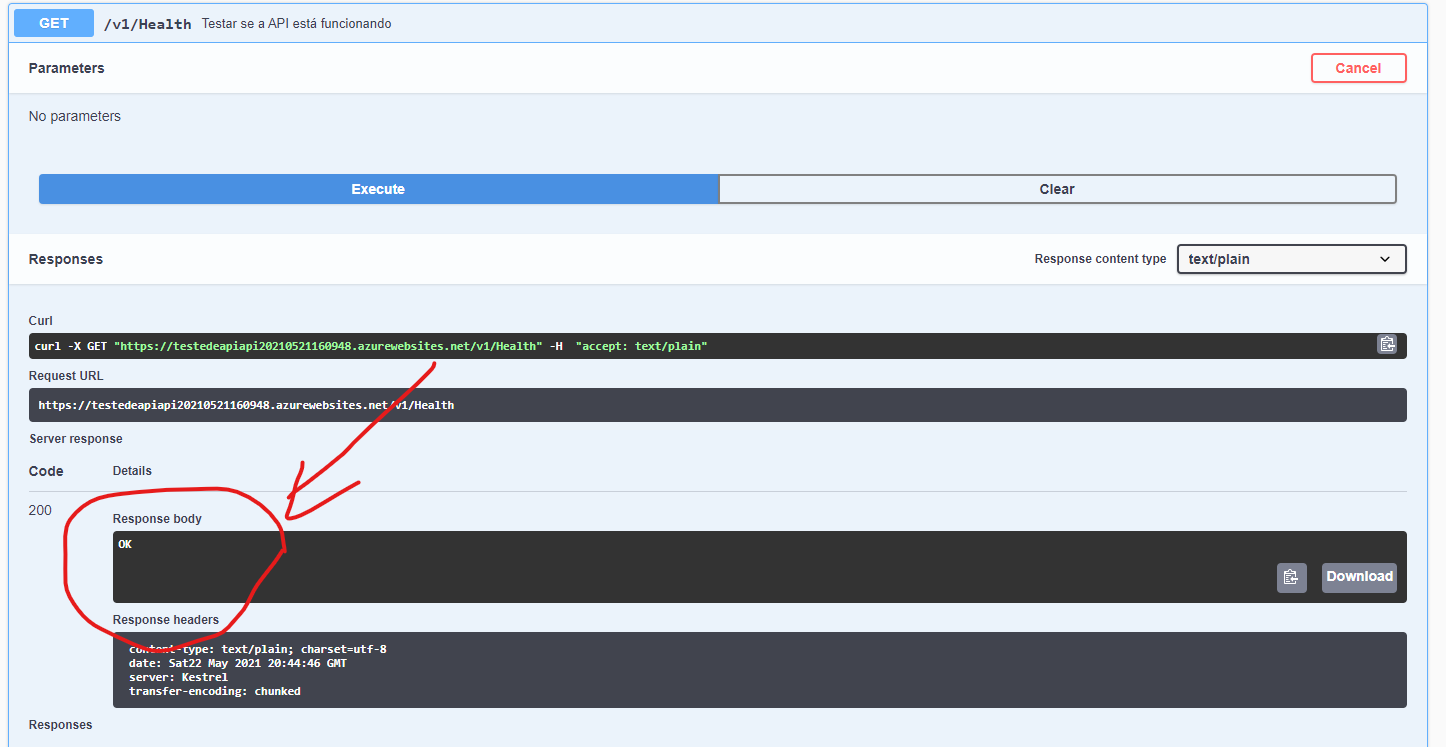 GET /v1/Health Testar se a API está funcionando
Parameters Cancel
No parameters
Execute Clear
Responses Response content type text/plain
Curl
curl -X GET "https://testedeapiapi20210521160948.azurewebsites.net/v1/Health" -H  "accept: text/plain"
Request URL
https://testedeapiapi20210521160948.azurewebsites.net/v1/Health
Server response
Code Details
200
Response body
OK
Download
Response headers
content-type: text/plain; charset=utf-8
date: Sat22 May 2021 20:44:46 GMT
server: Kestrel
transfer-encoding: chunked
Responses